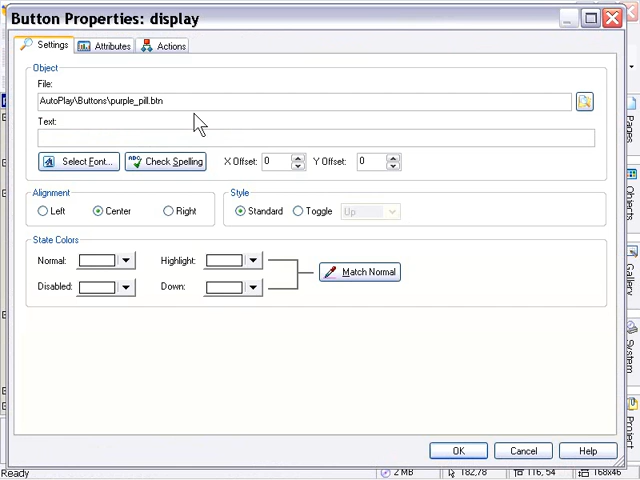 Button Properties: display
Settings
Attributes
Actions
Object
File:
AutoPlay\Buttons\purple_pill.btn
Text:
Select Font...
ABC
Check Spelling
X Offset:
0
Y Offset:
0
Alignment
Left
Center
Right
Style
Standard
Toggle
Up
State Colors
Normal:
Highlight:
Match Normal
Disabled:
Down:
OK
Cancel
Help
Pages
Objects
Gallery
System
Project
Ready
2 MB
182,78
116, 54
168x46